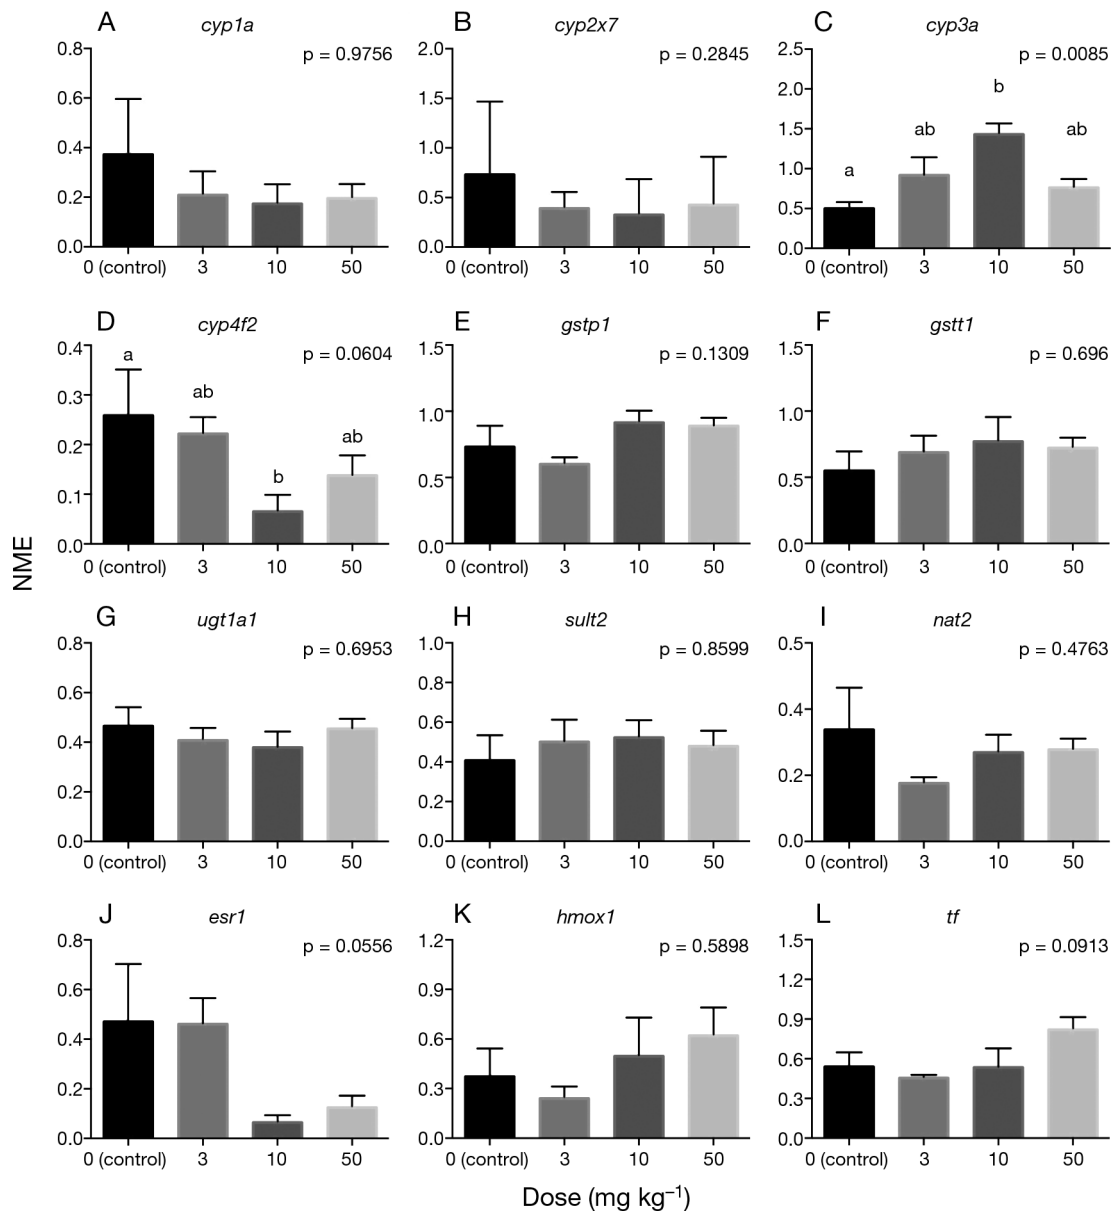 NME
A cyp1a
p = 0.9756
0.8
0.6
0.4
0.2
0.0
0 (control) 3 10 50
B cyp2x7
p = 0.2845
2.0
1.5
1.0
0.5
0.0
0 (control) 3 10 50
C cyp3a
p = 0.0085
2.5
2.0
1.5
1.0
0.5
0.0
a ab b ab
0 (control) 3 10 50
D cyp4f2
p = 0.0604
0.4
0.3
0.2
0.1
0.0
a ab b ab
0 (control) 3 10 50
E gstp1
p = 0.1309
1.5
1.0
0.5
0.0
0 (control) 3 10 50
F gstt1
p = 0.696
1.5
1.0
0.5
0.0
0 (control) 3 10 50
G ugt1a1
p = 0.6953
0.8
0.6
0.4
0.2
0.0
0 (control) 3 10 50
H sult2
p = 0.8599
1.0
0.8
0.6
0.4
0.2
0.0
0 (control) 3 10 50
I nat2
p = 0.4763
0.5
0.4
0.2
0.0
0 (control) 3 10 50
J esr1
p = 0.0556
0.8
0.6
0.4
0.2
0.0
0 (control) 3 10 50
K hmox1
p = 0.5898
1.2
0.9
0.6
0.3
0.0
0 (control) 3 10 50
L tf
p = 0.0913
1.5
1.2
0.9
0.6
0.3
0.0
0 (control) 3 10 50
Dose (mg kg⁻¹)